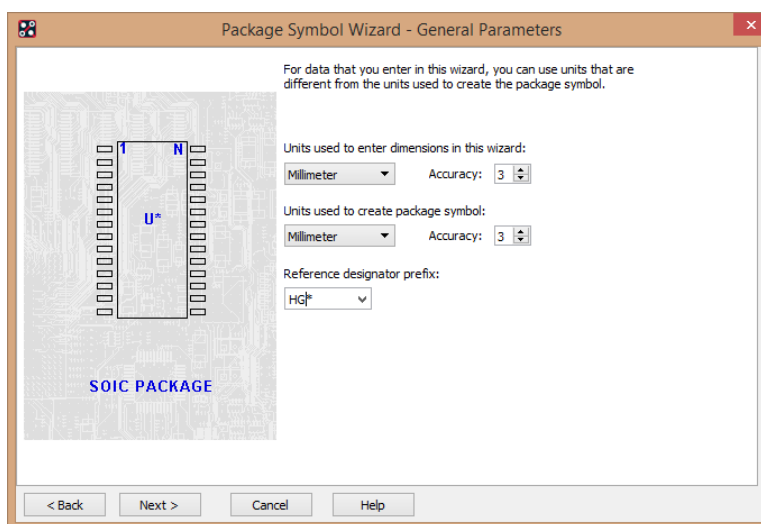 Package Symbol Wizard - General Parameters
For data that you enter in this wizard, you can use units that are
different from the units used to create the package symbol.
1 N
U*
SOIC PACKAGE
Units used to enter dimensions in this wizard:
Millimeter Accuracy: 3
Units used to create package symbol:
Millimeter Accuracy: 3
Reference designator prefix:
HG*
< Back Next > Cancel Help